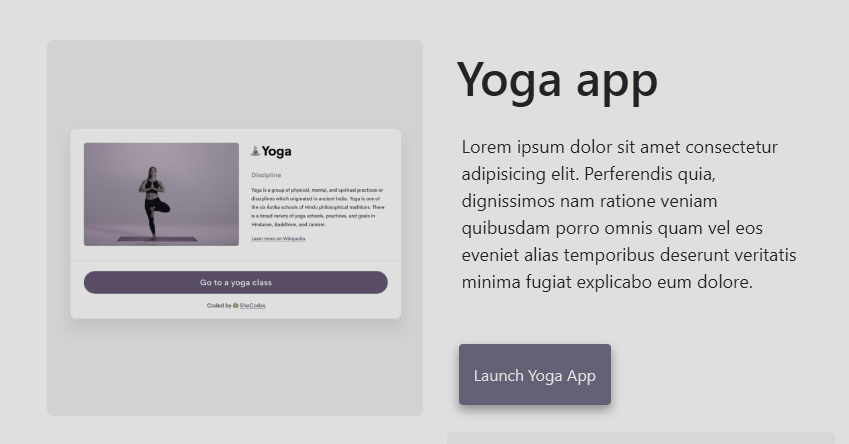 Yoga
Discipline
Yoga is a group of physical, mental, and spiritual practices or
disciplines which originated in ancient India. Yoga is one of
the six Āstika schools of Hindu philosophical traditions. There
is a broad variety of yoga schools, practices, and goals in
Hinduism, Buddhism, and Jainism.
Learn more on Wikipedia
Go to a yoga class
Coded by SheCodes
Yoga app
Lorem ipsum dolor sit amet consectetur
adipisicing elit. Perferendis quia,
dignissimos nam ratione veniam
quibusdam porro omnis quam vel eos
eveniet alias temporibus deserunt veritatis
minima fugiat explicabo eum dolore.
Launch Yoga App